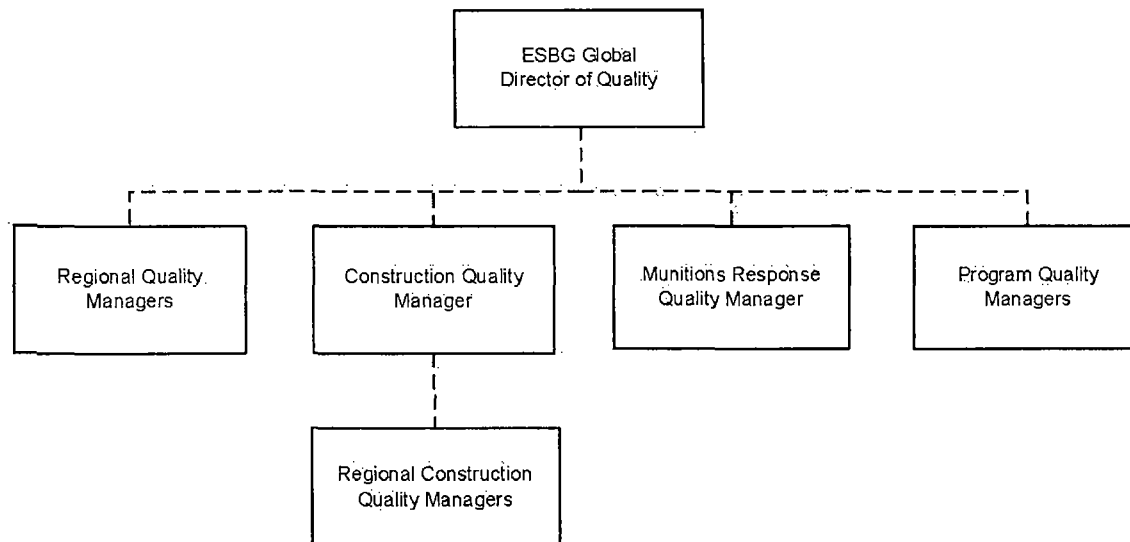 ESBG Global
Director of Quality
Regional Quality
Managers
Construction Quality
Manager
Munitions Response
Quality Manager
Program Quality
Managers
Regional Construction
Quality Managers